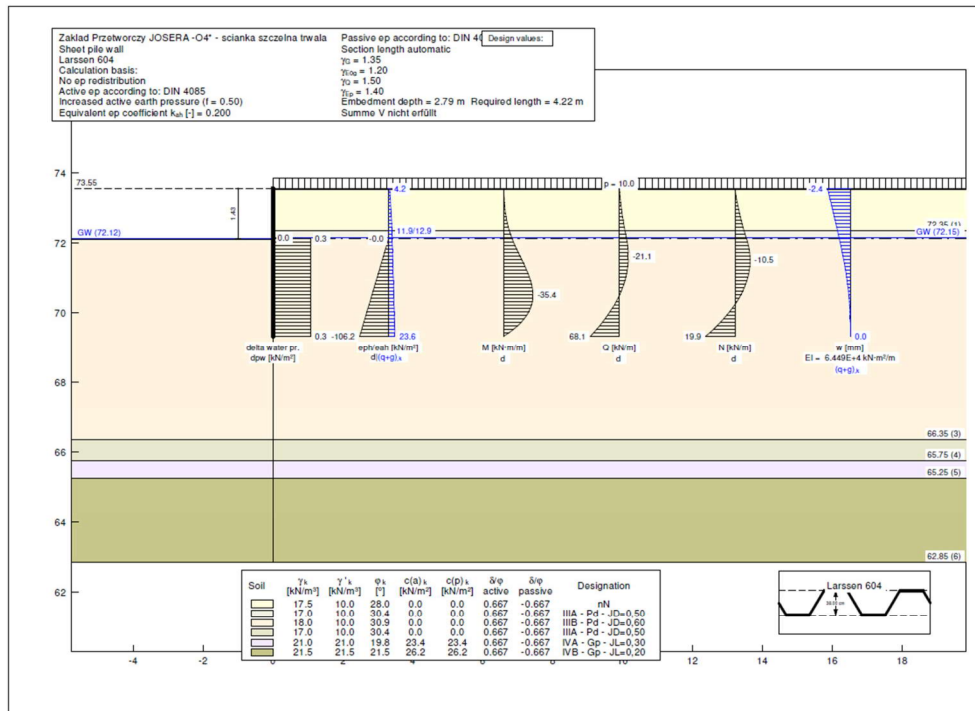 Zakład Przetworczy JOSERA -O4* - scianka szczelna trwala
Sheet pile wall
Larssen 604
Calculation basis:
No ep redistribution
Active ep according to: DIN 4085
Increased active earth pressure (f = 0.50)
Equivalent ep coefficient keh [-] = 0.200
Passive ep according to: DIN 40
Section length automatic
γG = 1.35
γE0g = 1.20
γQ = 1.50
γEp = 1.40
Embedment depth = 2.79 m Required length = 4.22 m
Summe V nicht erfüllt
Design values:
74
72
70
68
66
64
62
73.55
1.43
GW (72.12)
p = 10.0
72.35 (1)
GW (72.15)
66.35 (3)
65.75 (4)
65.25 (5)
62.85 (6)
0.0
0.3
0.3
delta water pr.
dpw [kN/m²]
4.2
-0.0
11.9/12.9
-106.2
23.6
eph/eah [kN/m²]
d|(q+g),k
-35.4
M [kN·m/m]
d
-21.1
68.1
Q [kN/m]
d
-10.5
19.9
N [kN/m]
d
-2.4
0.0
w [mm]
EI = 6.449E+4 kN·m²/m
(q+g),k
Soil γk [kN/m³] γ'k [kN/m³] φk [°] c(a)k [kN/m²] c(p)k [kN/m²] δ/φ active δ/φ passive Designation
17.5 10.0 28.0 0.0 0.0 0.667 -0.667 nN
17.0 10.0 30.4 0.0 0.0 0.667 -0.667 IIIA - Pd - JD=0,50
18.0 10.0 30.9 0.0 0.0 0.667 -0.667 IIIB - Pd - JD=0,60
17.0 10.0 30.4 0.0 0.0 0.667 -0.667 IIIA - Pd - JD=0,50
21.0 21.0 19.8 23.4 23.4 0.667 -0.667 IVA - Gp - JL=0,30
21.5 21.5 21.5 26.2 26.2 0.667 -0.667 IVB - Gp - JL=0,20
Larssen 604
-4 -2 0 2 4 6 8 10 12 14 16 18